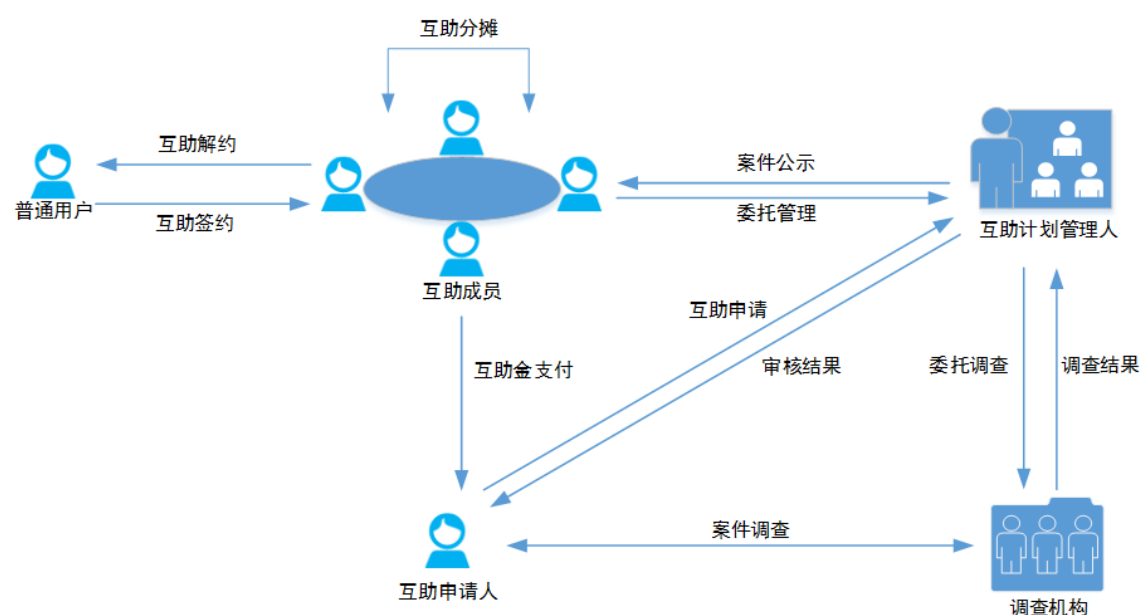 互助分摊
互助解约
普通用户
互助签约
案件公示
委托管理
互助计划管理人
互助成员
互助申请
互助金支付
审核结果
委托调查
调查结果
案件调查
互助申请人
调查机构